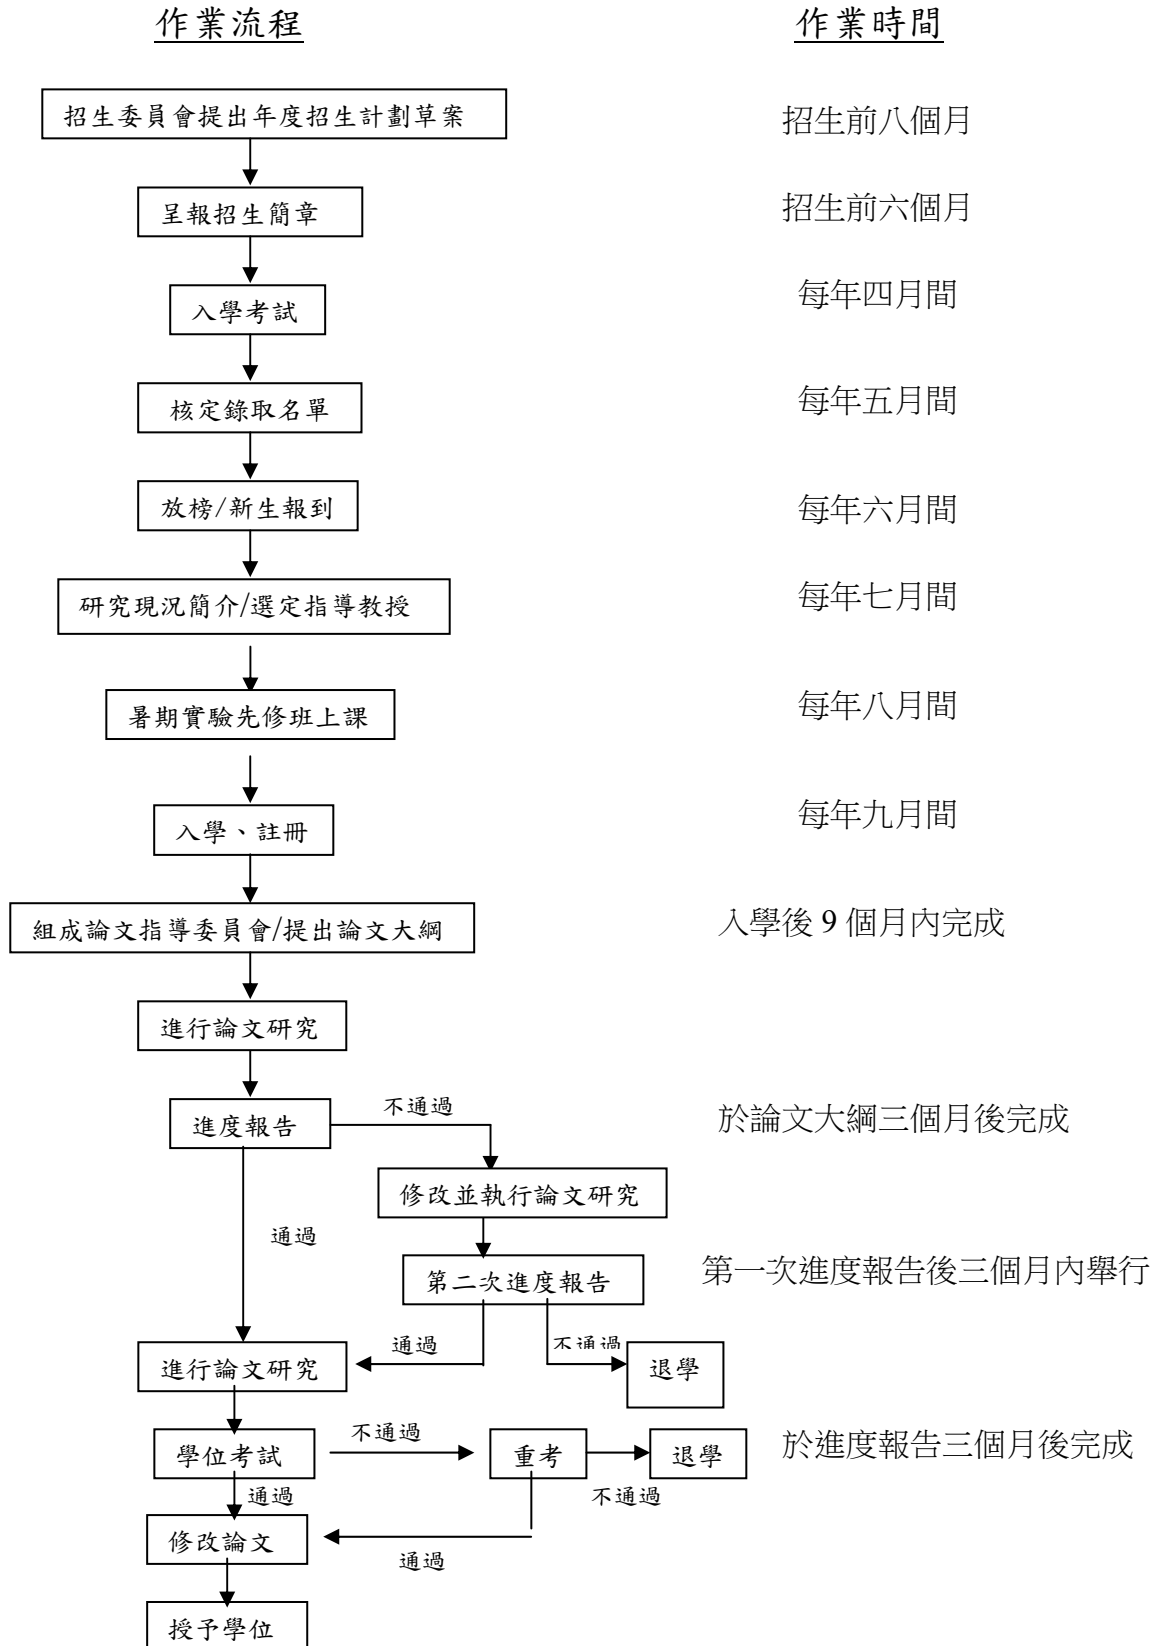 作業流程 作業時間
招生委員會提出年度招生計劃草案 招生前八個月
呈報招生簡章 招生前六個月
入學考試 每年四月間
核定錄取名單 每年五月間
放榜/新生報到 每年六月間
研究現況簡介/選定指導教授 每年七月間
暑期實驗先修班上課 每年八月間
入學、註冊 每年九月間
組成論文指導委員會/提出論文大綱 入學後 9 個月內完成
進行論文研究
進度報告 不通過 於論文大綱三個月後完成
修改並執行論文研究
通過
第二次進度報告 第一次進度報告後三個月內舉行
通過 不通過
進行論文研究 退學
不通過
學位考試 重考 退學 於進度報告三個月後完成
通過 不通過
修改論文
通過
授予學位